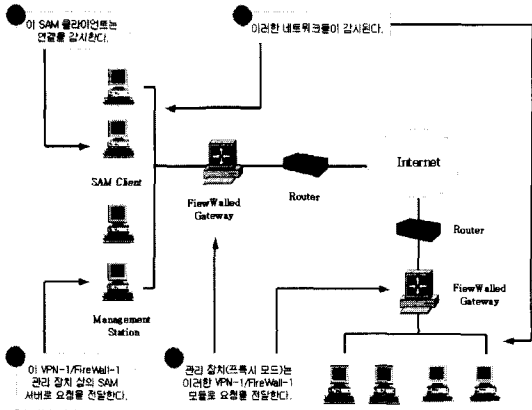 이 SAM 클라이언트는
연결을 감시한다.
이러한 네트워크들이 감시된다.
SAM Client
FiewWalled
Gateway
Router
Internet
Router
FiewWalled
Gateway
Management
Station
이 VPN-1/FireWall-1
관리 장치 상의 SAM
서버로 요청을 전달한다.
관리 장치(프록시 모드)는
이러한 VPN-1/FireWall-1
모듈로 요청을 전달한다.